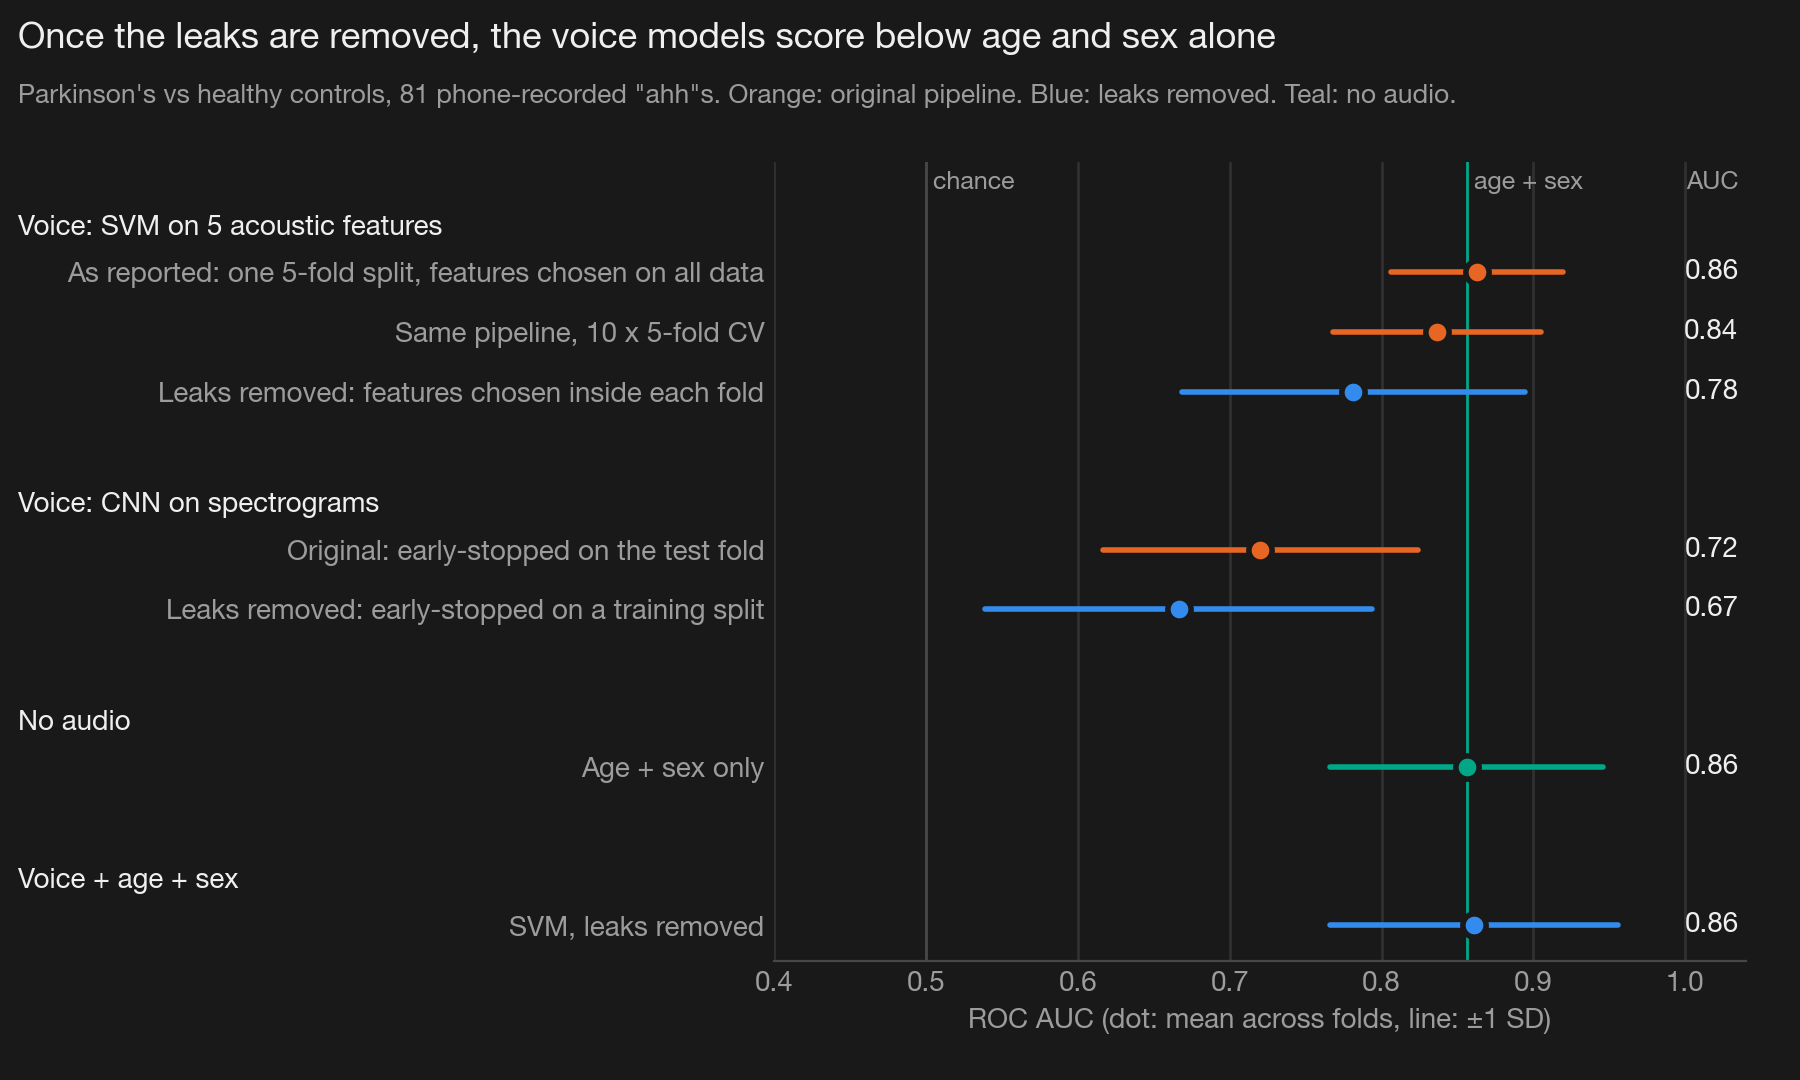 Once the leaks are removed, the voice models score below age and sex alone
Parkinson's vs healthy controls, 81 phone-recorded "ahh"s. Orange: original pipeline. Blue: leaks removed. Teal: no audio.
chance
age + sex
AUC
Voice: SVM on 5 acoustic features
As reported: one 5-fold split, features chosen on all data
0.86
Same pipeline, 10 x 5-fold CV
0.84
Leaks removed: features chosen inside each fold
0.78
Voice: CNN on spectrograms
Original: early-stopped on the test fold
0.72
Leaks removed: early-stopped on a training split
0.67
No audio
Age + sex only
0.86
Voice + age + sex
SVM, leaks removed
0.86
0.4
0.5
0.6
0.7
0.8
0.9
1.0
ROC AUC (dot: mean across folds, line: ±1 SD)